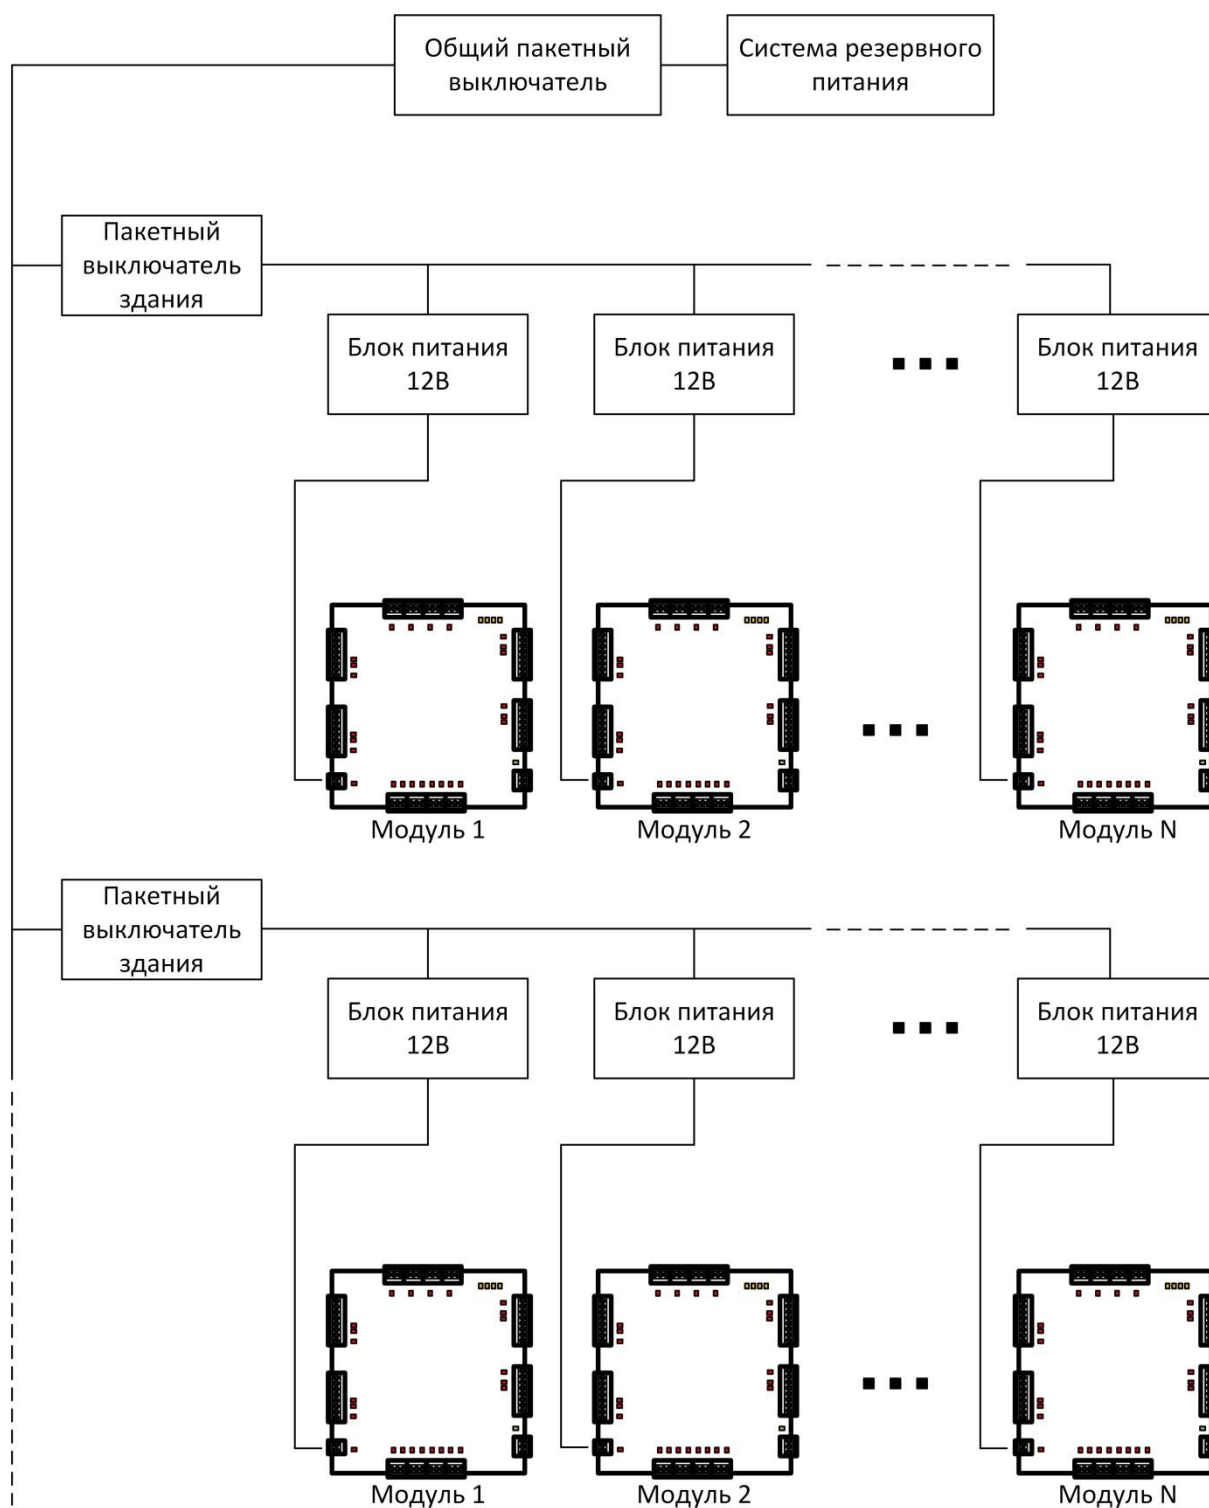 Общий пакетный
выключатель
Система резервного
питания
Пакетный
выключатель
здания
Блок питания
12В
Блок питания
12В
Блок питания
12В
Модуль 1
Модуль 2
Модуль N
Пакетный
выключатель
здания
Блок питания
12В
Блок питания
12В
Блок питания
12В
Модуль 1
Модуль 2
Модуль N